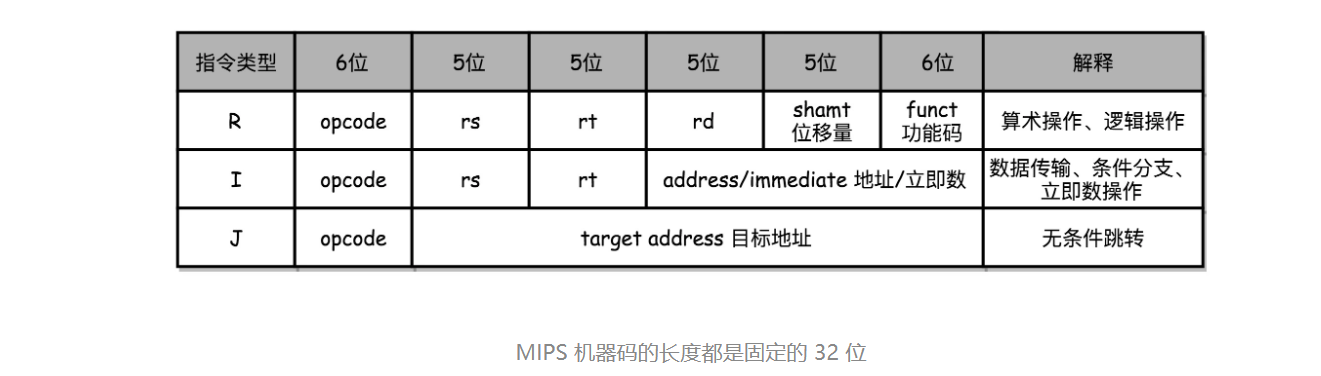 指令类型 6位 5位 5位 5位 5位 6位 解释
R opcode rs rt rd shamt 位移量 funct 功能码 算术操作、逻辑操作
I opcode rs rt address/immediate 地址/立即数 数据传输、条件分支、立即数操作
J opcode target address 目标地址 无条件跳转
MIPS 机器码的长度都是固定的 32 位